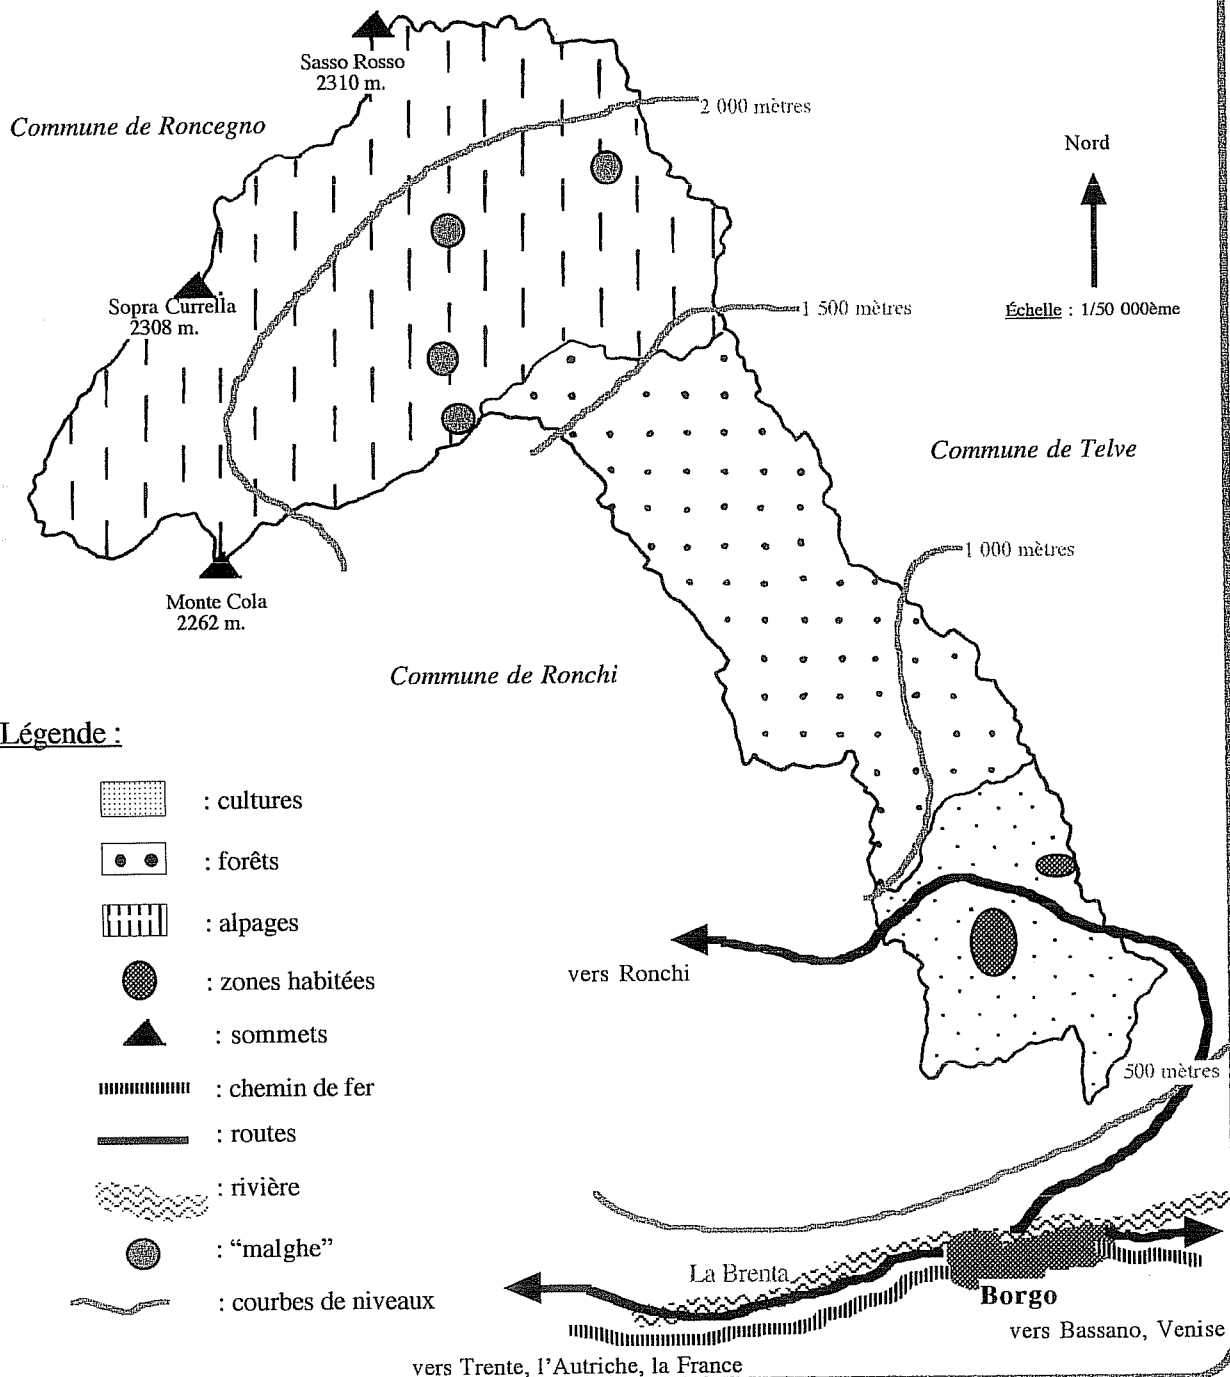 Sasso Rosso
2310 m.
Commune de Roncegno
2 000 mètres
Nord
Échelle : 1/50 000ème
Sopra Currella
2308 m.
1 500 mètres
Commune de Telve
1 000 mètres
Monte Cola
2262 m.
Commune de Ronchi
Légende :
: cultures
: forêts
: alpages
: zones habitées
: sommets
: chemin de fer
: routes
: rivière
: “malghe”
: courbes de niveaux
vers Ronchi
500 mètres
La Brenta
Borgo
vers Bassano, Venise
vers Trente, l’Autriche, la France